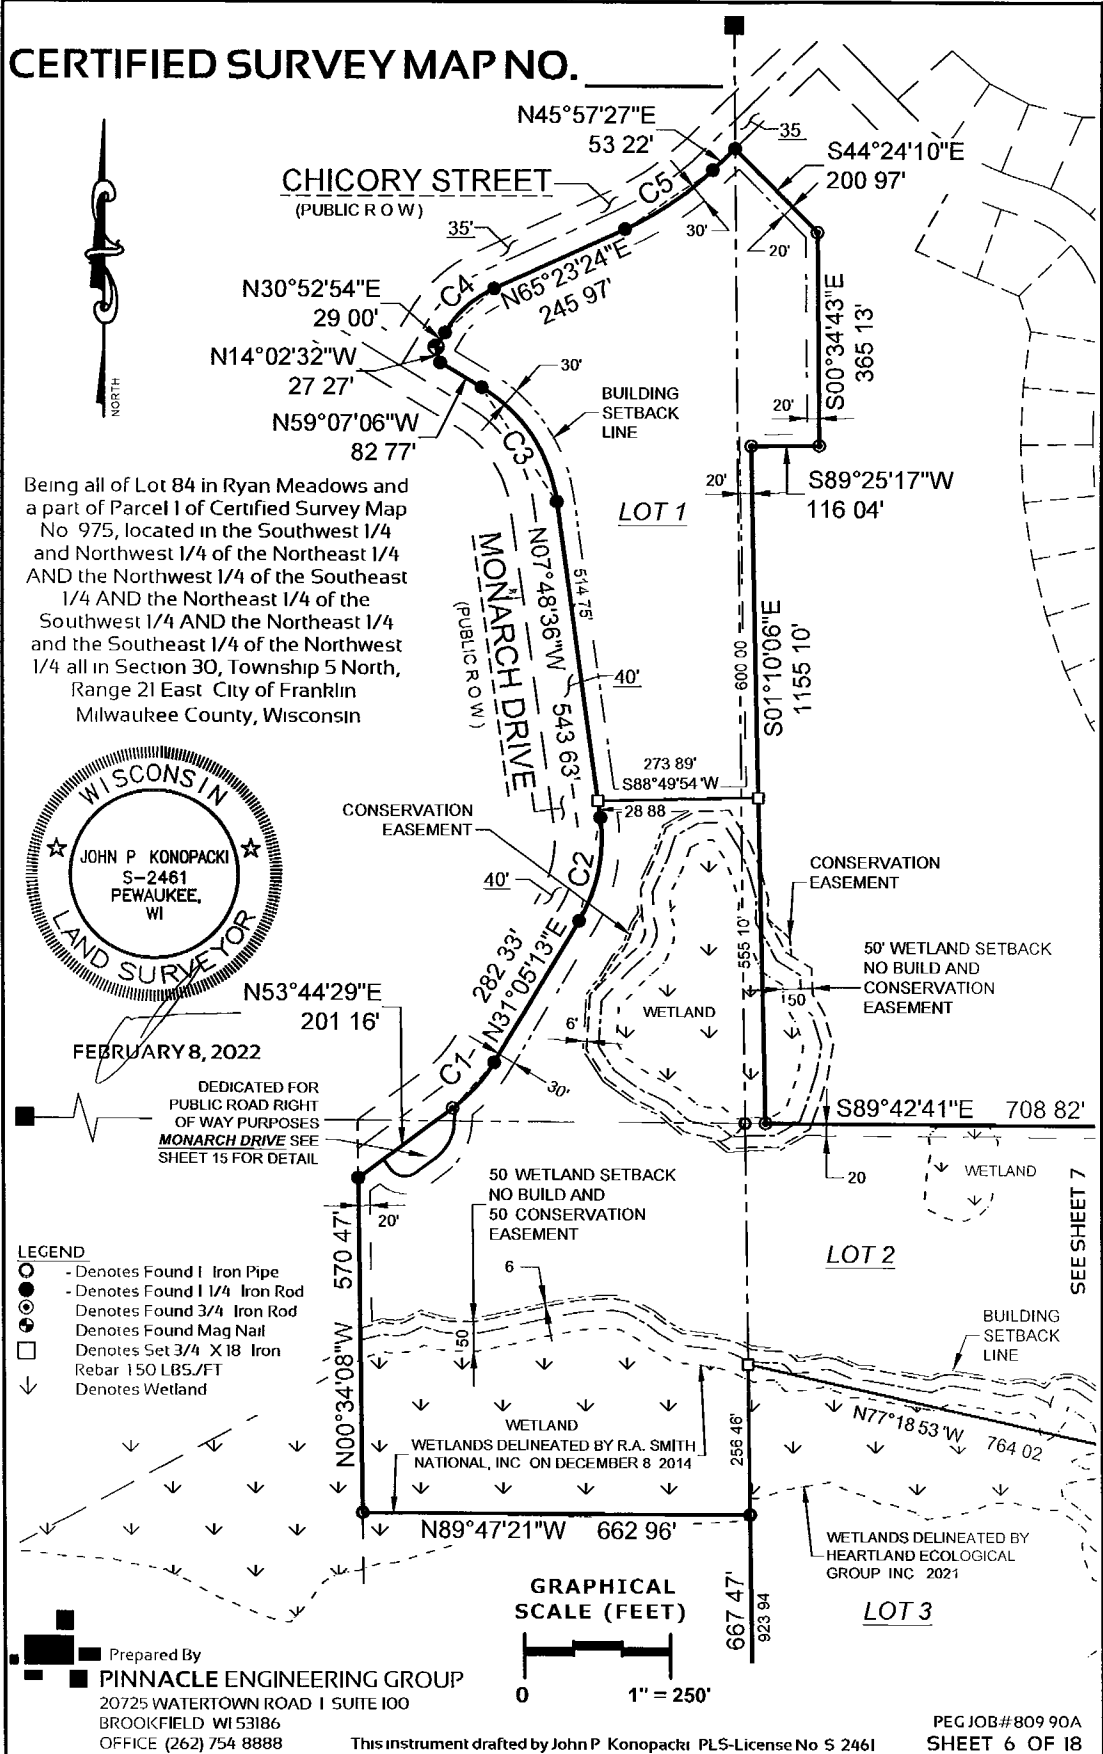 CERTIFIED SURVEY MAP NO.
N45°57'27"E
53 22'
35
S44°24'10"E
200 97'
CHICORY STREET
(PUBLIC R O W)
35'
C5
30'
20'
N65°23'24"E
245 97'
C4
N30°52'54"E
29 00'
N14°02'32"W
27 27'
N59°07'06"W
82 77'
30'
BUILDING
SETBACK
LINE
C3
S00°34'43"E
365 13'
20'
20'
S89°25'17"W
116 04'
NORTH
LOT 1
Being all of Lot 84 in Ryan Meadows and
a part of Parcel 1 of Certified Survey Map
No 975, located in the Southwest 1/4
and Northwest 1/4 of the Northeast 1/4
AND the Northwest 1/4 of the Southeast
1/4 AND the Northeast 1/4 of the
Southwest 1/4 AND the Northeast 1/4
and the Southeast 1/4 of the Northwest
1/4 all in Section 30, Township 5 North,
Range 21 East City of Franklin
Milwaukee County, Wisconsin
MONARCH DRIVE
(PUBLIC R O W)
N07°48'36"W 543 63'
514 75'
40'
600 00
S01°10'06"E
1155 10'
273 89'
S88°49'54"W
28 88
WISCONSIN
JOHN P KONOPACKI
S-2461
PEWAUKEE,
WI
LAND SURVEYOR
FEBRUARY 8, 2022
CONSERVATION
EASEMENT
C2
40'
CONSERVATION
EASEMENT
555 10'
50' WETLAND SETBACK
NO BUILD AND
CONSERVATION
EASEMENT
50
WETLAND
6'
282 33'
N31°05'13"E
N53°44'29"E
201 16'
C1
30'
DEDICATED FOR
PUBLIC ROAD RIGHT
OF WAY PURPOSES
MONARCH DRIVE SEE
SHEET 15 FOR DETAIL
S89°42'41"E 708 82'
20
WETLAND
SEE SHEET 7
50 WETLAND SETBACK
NO BUILD AND
50 CONSERVATION
EASEMENT
20'
LOT 2
6
50
N00°34'08"W 570 47'
BUILDING
SETBACK
LINE
LEGEND
- Denotes Found 1 Iron Pipe
- Denotes Found 1 1/4 Iron Rod
Denotes Found 3/4 Iron Rod
Denotes Found Mag Nail
Denotes Set 3/4 X 18 Iron
Rebar 1 50 LBS./FT
Denotes Wetland
WETLAND
WETLANDS DELINEATED BY R.A. SMITH
NATIONAL, INC ON DECEMBER 8 2014
256 46'
N77°18 53'W 764 02
N89°47'21"W 662 96'
WETLANDS DELINEATED BY
HEARTLAND ECOLOGICAL
GROUP INC 2021
LOT 3
667 47'
923 94
GRAPHICAL
SCALE (FEET)
0 1" = 250'
Prepared By
PINNACLE ENGINEERING GROUP
20725 WATERTOWN ROAD I SUITE 100
BROOKFIELD WI 53186
OFFICE (262) 754 8888
This instrument drafted by John P Konopacki PLS-License No S 2461
PEG JOB#809 90A
SHEET 6 OF 18